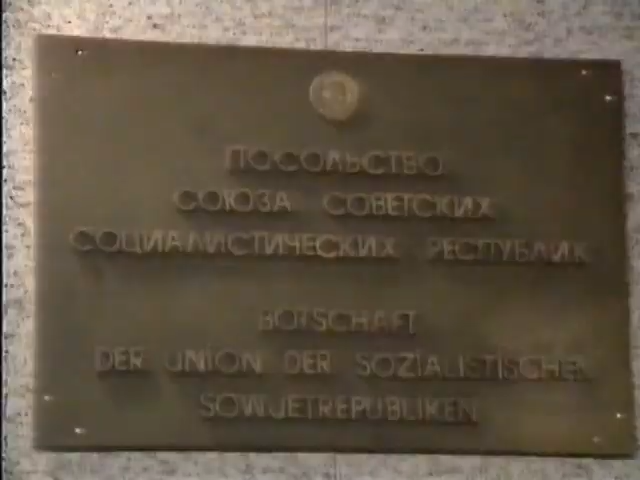 ПОСОЛЬСТВО
СОЮЗА СОВЕТСКИХ
СОЦИАЛИСТИЧЕСКИХ РЕСПУБЛИК
BOTSCHAFT
DER UNION DER SOZIALISTISCHEN
SOWJETREPUBLIKEN